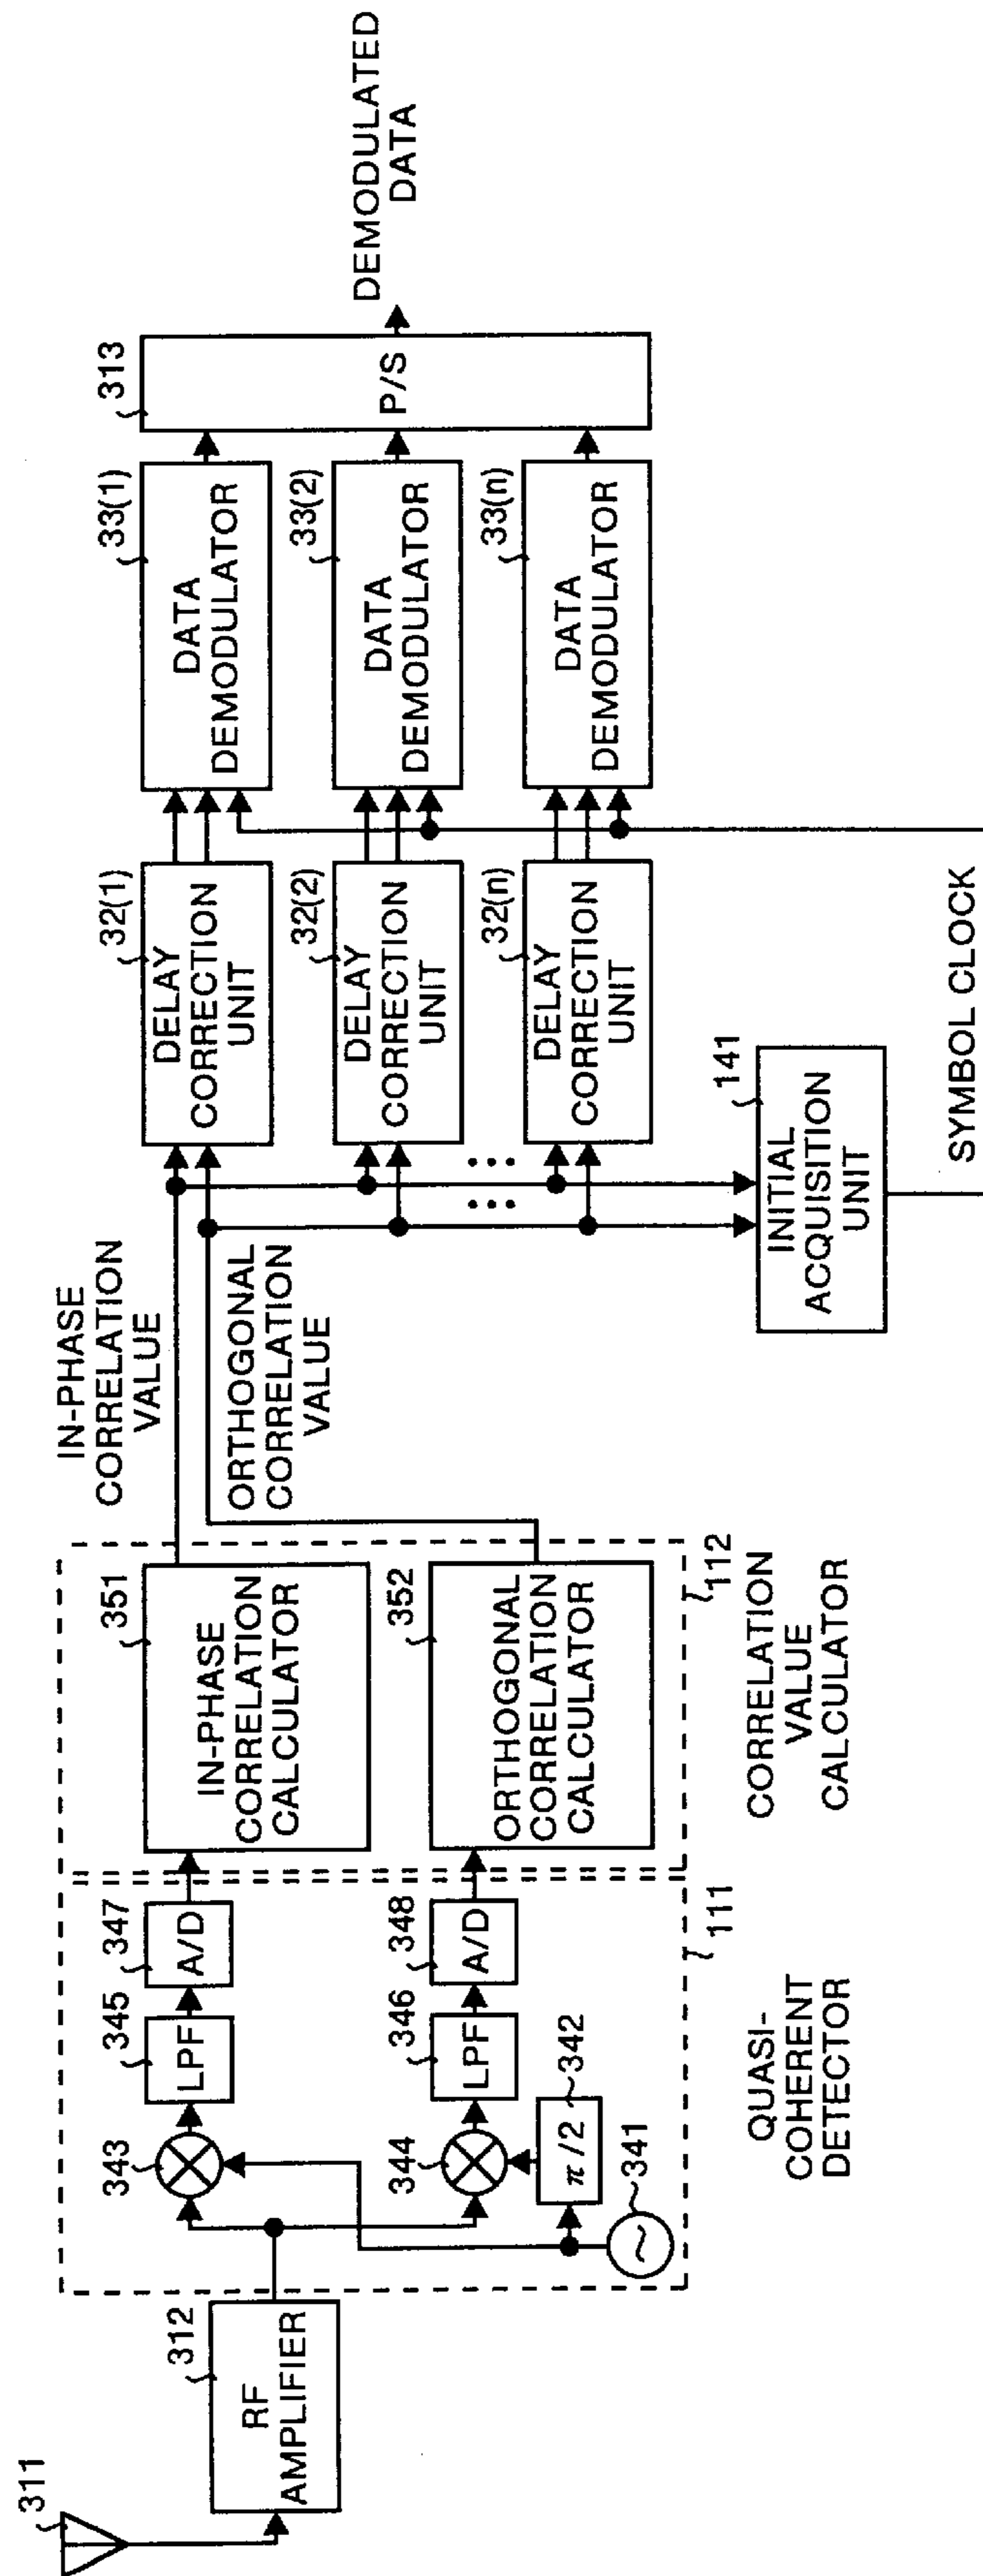 311
312
RF
AMPLIFIER
343
344
345
LPF
346
LPF
347
A/D
348
A/D
π/2
342
341
~
111
QUASI-
COHERENT
DETECTOR
351
IN-PHASE
CORRELATION
CALCULATOR
352
ORTHOGONAL
CORRELATION
CALCULATOR
112
CORRELATION
VALUE
CALCULATOR
IN-PHASE
CORRELATION
VALUE
ORTHOGONAL
CORRELATION
VALUE
32(1)
DELAY
CORRECTION
UNIT
32(2)
DELAY
CORRECTION
UNIT
...
...
32(n)
DELAY
CORRECTION
UNIT
141
INITIAL
ACQUISITION
UNIT
SYMBOL CLOCK
33(1)
DATA
DEMODULATOR
33(2)
DATA
DEMODULATOR
33(n)
DATA
DEMODULATOR
313
P/S
DEMODULATED
DATA